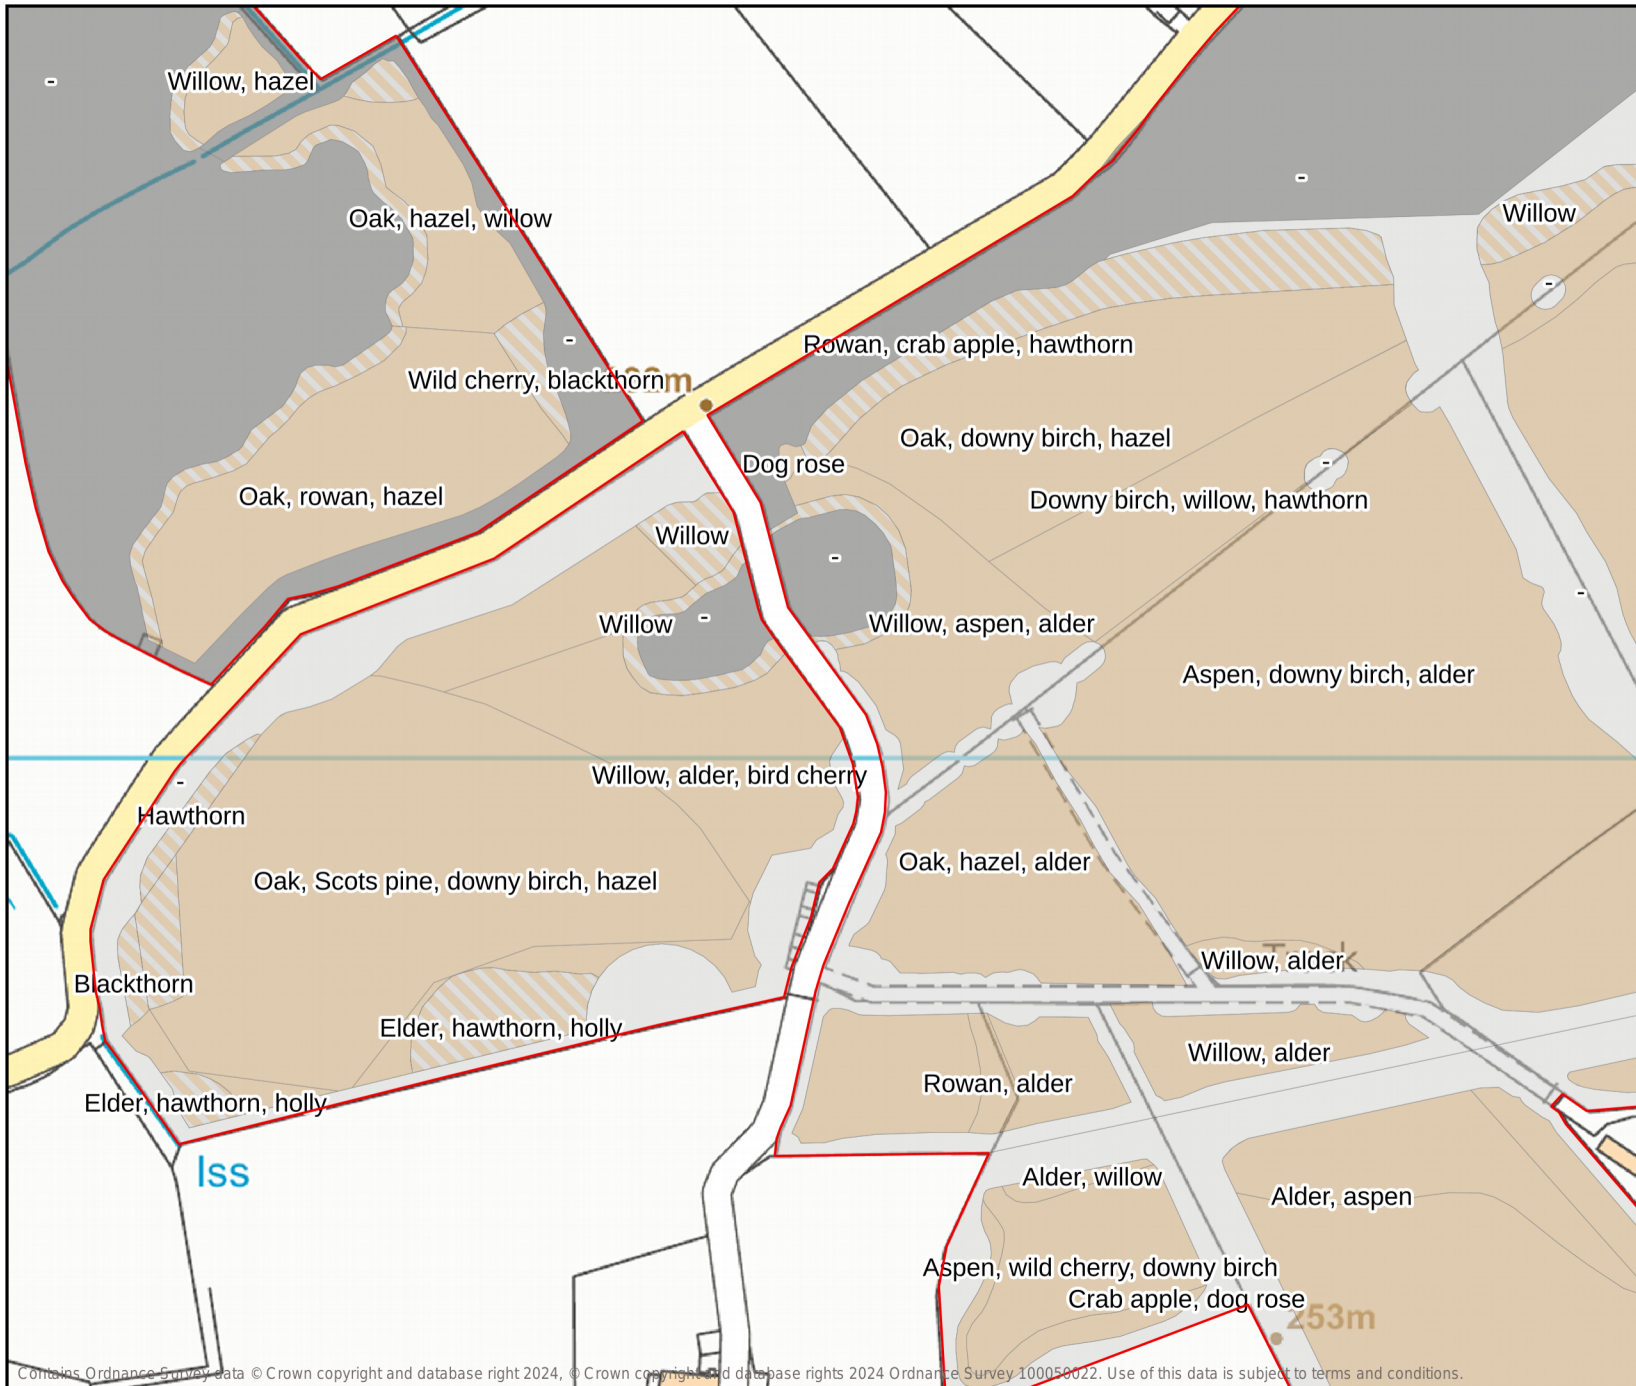 -
Willow, hazel
-
Willow
Oak, hazel, willow
-
-
Rowan, crab apple, hawthorn
Wild cherry, blackthorn
Oak, downy birch, hazel
Dog rose
-
Oak, rowan, hazel
Downy birch, willow, hawthorn
Willow
-
-
Willow
-
Willow, aspen, alder
Aspen, downy birch, alder
Willow, alder, bird cherry
-
Hawthorn
Oak, hazel, alder
Oak, Scots pine, downy birch, hazel
Willow, alder
Blackthorn
Elder, hawthorn, holly
Willow, alder
Rowan, alder
Elder, hawthorn, holly
Iss
Alder, willow
Alder, aspen
Aspen, wild cherry, downy birch
Crab apple, dog rose
253m
Contains Ordnance Survey data © Crown copyright and database right 2024, © Crown copyright and database rights 2024 Ordnance Survey 100050022. Use of this data is subject to terms and conditions.